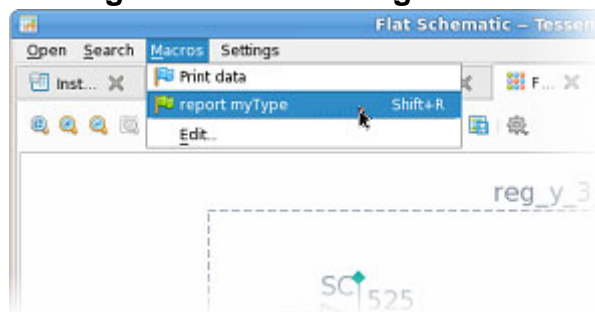 Flat Schematic – Tessen
Open Search Macros Settings
Inst... F...
Print data
report myType Shift+R
Edit...
reg_y_3
SC
525